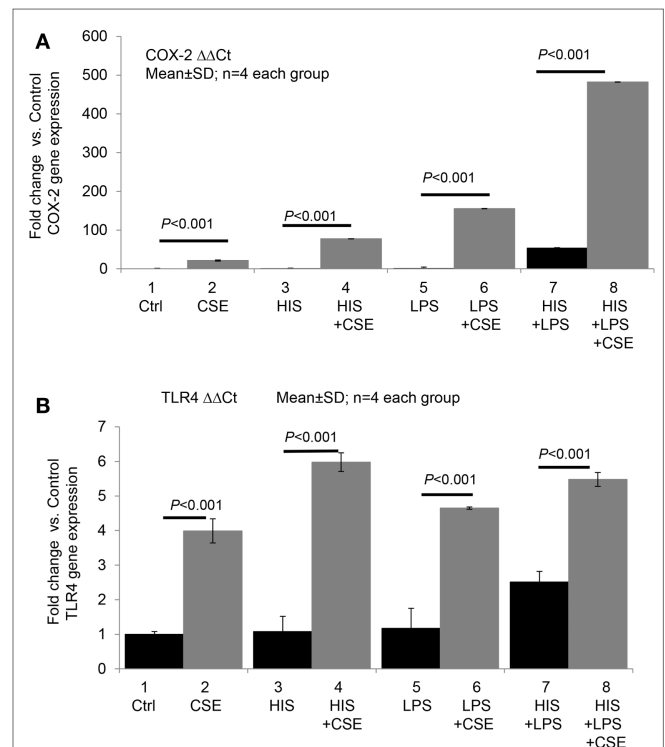 A
COX-2 ΔΔCt
Mean±SD; n=4 each group
Fold change vs. Control
COX-2 gene expression
600
500
400
300
200
100
0
P<0.001
P<0.001
P<0.001
P<0.001
1 2 3 4 5 6 7 8
Ctrl CSE HIS HIS LPS LPS HIS HIS
+CSE +CSE +LPS +LPS
+CSE
B
TLR4 ΔΔCt Mean±SD; n=4 each group
Fold change vs. Control
TLR4 gene expression
7
6
5
4
3
2
1
0
P<0.001
P<0.001
P<0.001
P<0.001
1 2 3 4 5 6 7 8
Ctrl CSE HIS HIS LPS LPS HIS HIS
+CSE +CSE +LPS +LPS
+CSE